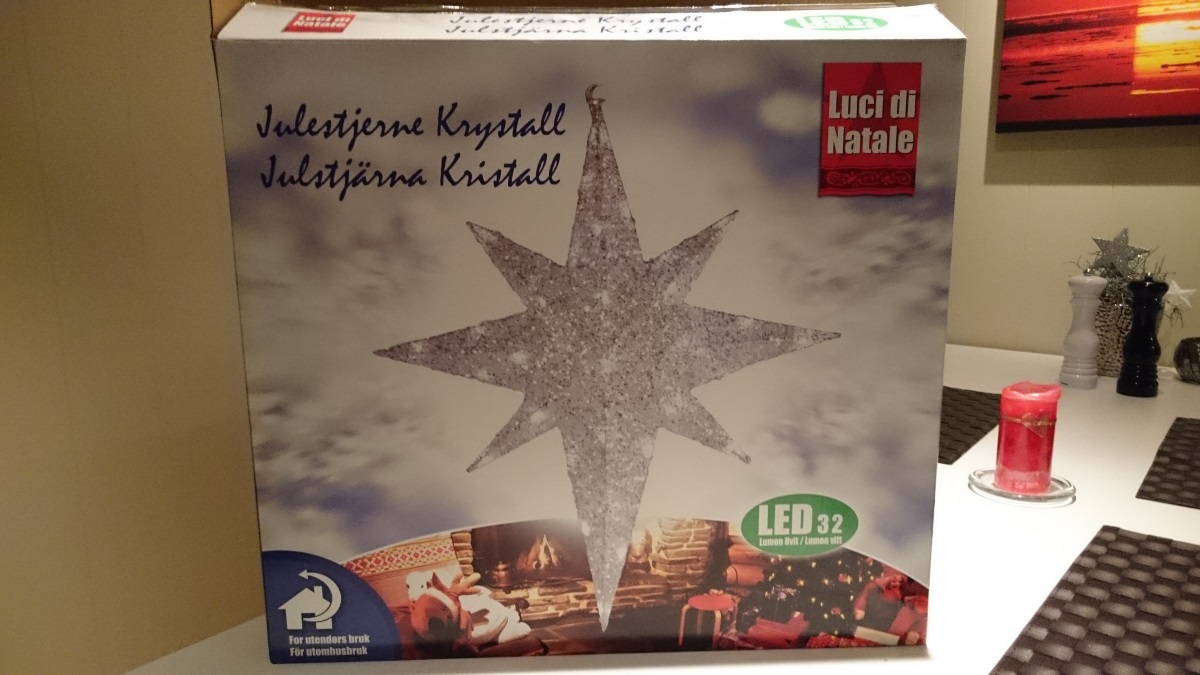 Luci di
Natale
Julestjerne Krystall
Julstjärna Kristall
LED 32
Julestjerne Krystall
Julstjärna Kristall
Luci di
Natale
LED 32
Lumen Hvit / Lumen vitt
For utendørs bruk
För utomhusbruk